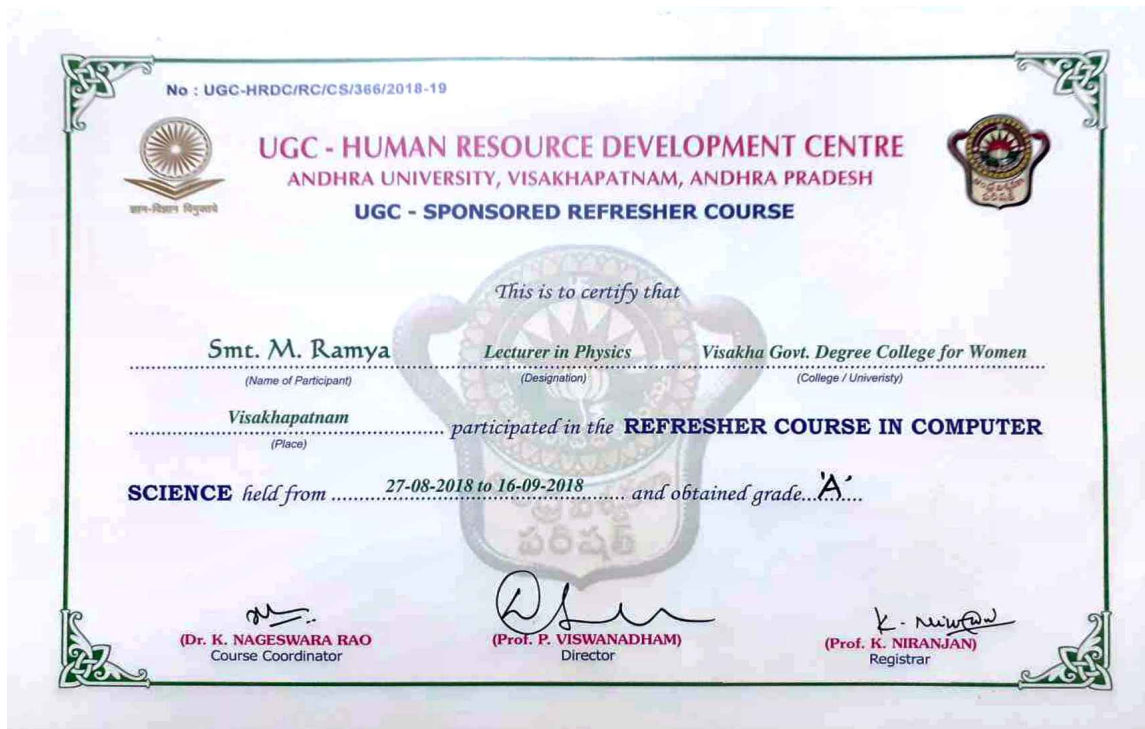 No : UGC-HRDC/RC/CS/366/2018-19
UGC - HUMAN RESOURCE DEVELOPMENT CENTRE
ANDHRA UNIVERSITY, VISAKHAPATNAM, ANDHRA PRADESH
ज्ञान-विज्ञान विमुक्तये
UGC - SPONSORED REFRESHER COURSE
This is to certify that
Smt. M. Ramya Lecturer in Physics Visakha Govt. Degree College for Women
(Name of Participant) (Designation) (College / Univeristy)
Visakhapatnam participated in the REFRESHER COURSE IN COMPUTER
(Place)
SCIENCE held from 27-08-2018 to 16-09-2018 and obtained grade 'A'
పరిషత్
K. Niranjan
(Dr. K. NAGESWARA RAO (Prof. P. VISWANADHAM) (Prof. K. NIRANJAN)
Course Coordinator Director Registrar